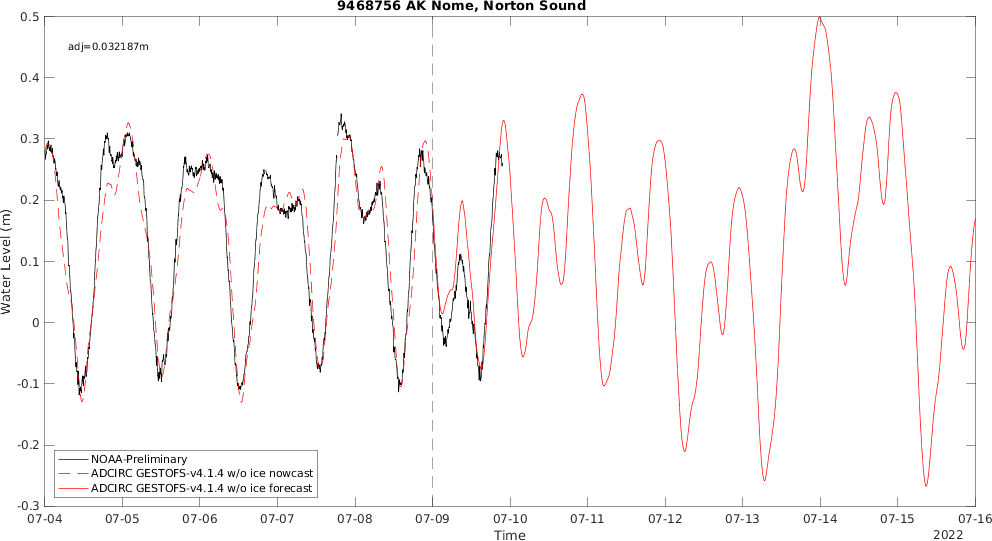 9468756 AK Nome, Norton Sound
adj=0.032187m
Water Level (m)
0.5
0.4
0.3
0.2
0.1
0
-0.1
-0.2
-0.3
NOAA-Preliminary
ADCIRC GESTOFS-v4.1.4 w/o ice nowcast
ADCIRC GESTOFS-v4.1.4 w/o ice forecast
07-04 07-05 07-06 07-07 07-08 07-09 07-10 07-11 07-12 07-13 07-14 07-15 07-16
Time
2022